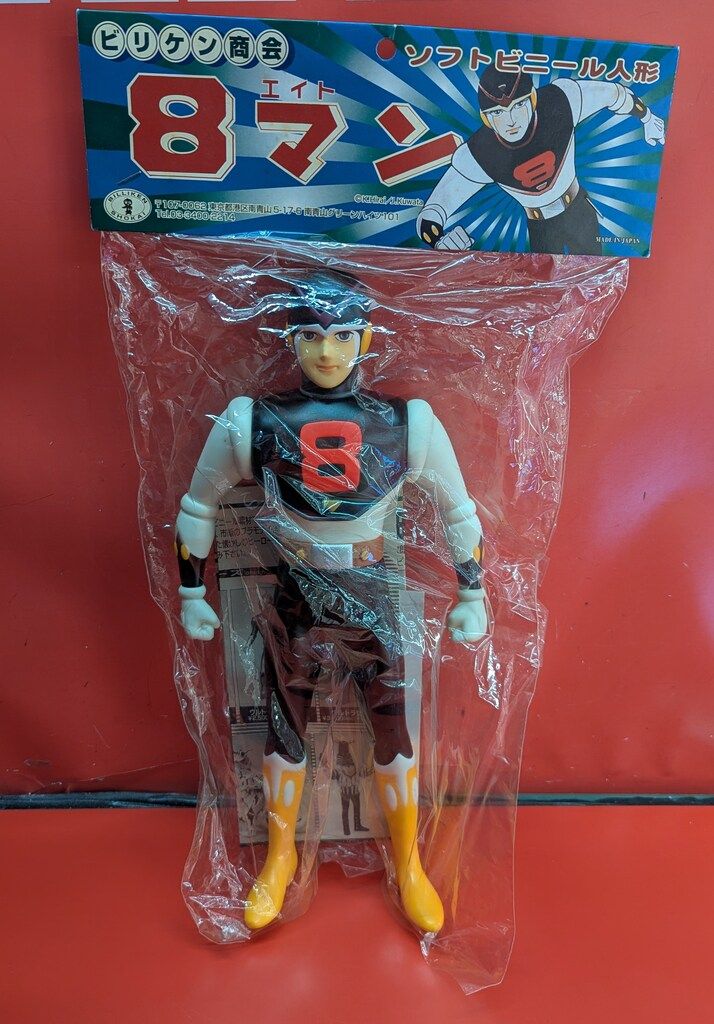 ビリケン商会
ソフトビニール人形
エイト
8マン
BILLIKEN SHOKAI
〒107-0062 東京都港区南青山5-17-6 南青山グリーンハイツ101
Tel.03-3400-2214
©K.Hirai.J.Kuwata
MADE IN JAPAN
8
8